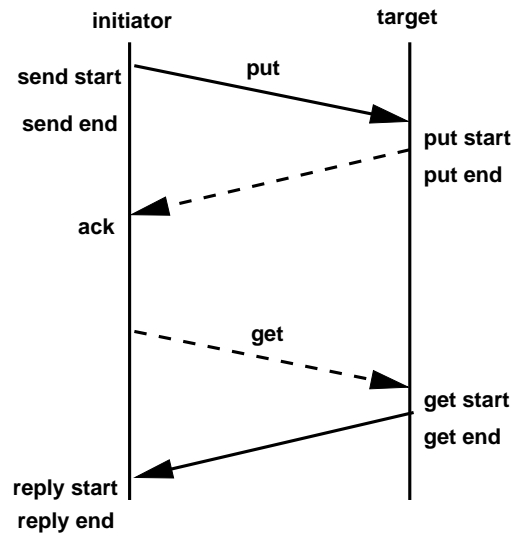 initiator
target
send start
put
send end
put start
put end
ack
get
get start
get end
reply start
reply end